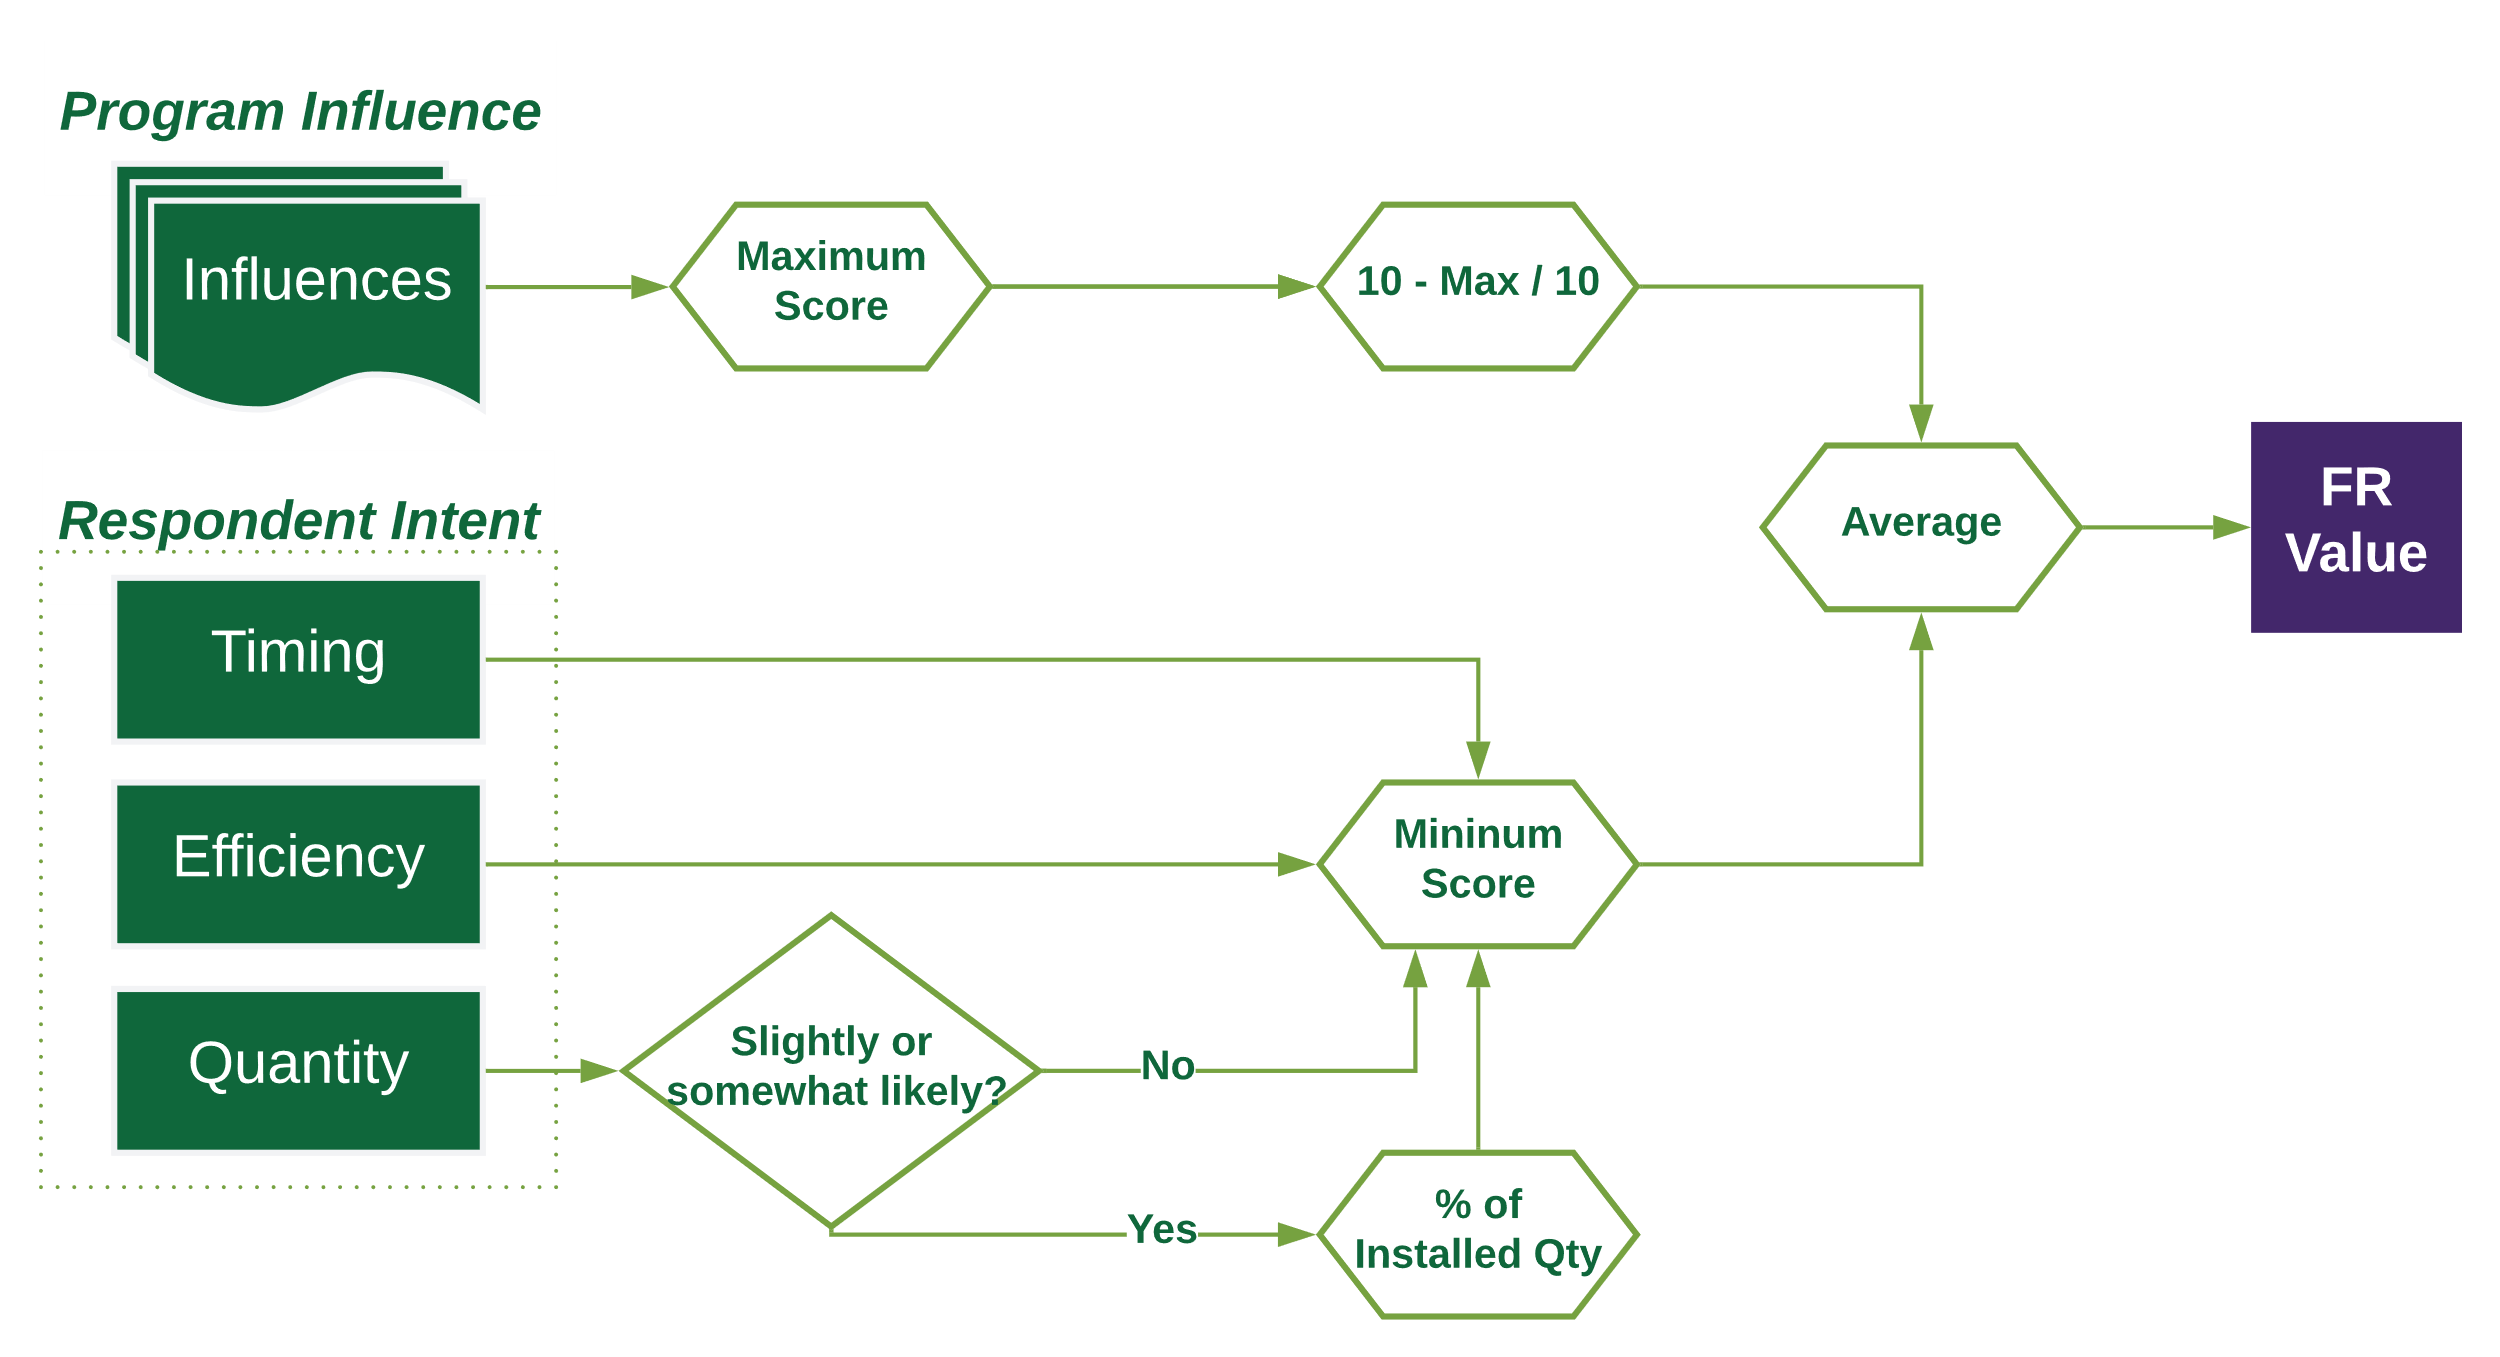 Program Influence
Influences
Maximum
Score
10 - Max / 10
Average
FR
Value
Respondent Intent
Timing
Efficiency
Mininum
Score
Quantity
Slightly or
somewhat likely?
No
Yes
% of
Installed Qty